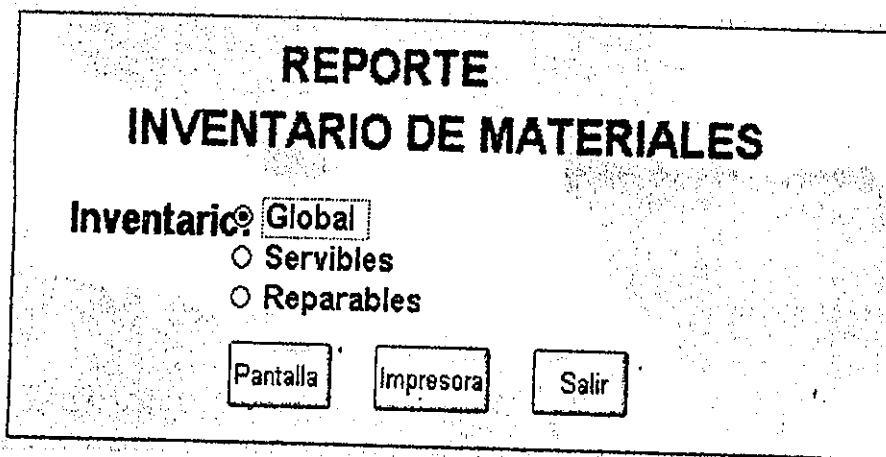 REPORTE
INVENTARIO DE MATERIALES
Inventario: Global
Servibles
Reparables
Pantalla Impresora Salir